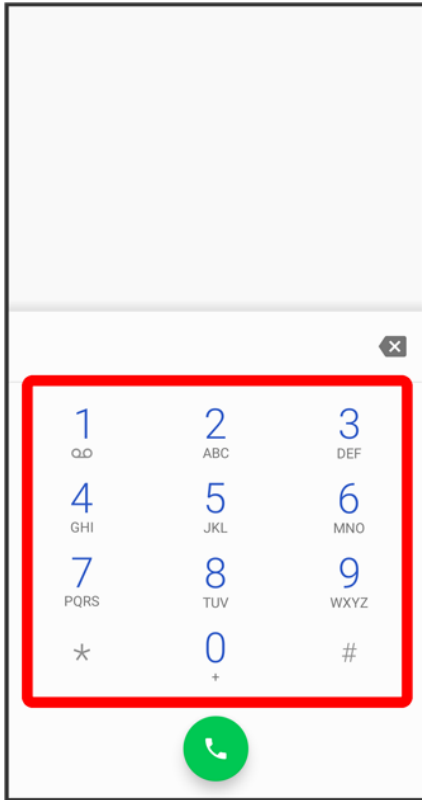 1 2 3
ABC DEF
4 5 6
GHI JKL MNO
7 8 9
PQRS TUV WXYZ
* 0 #
+